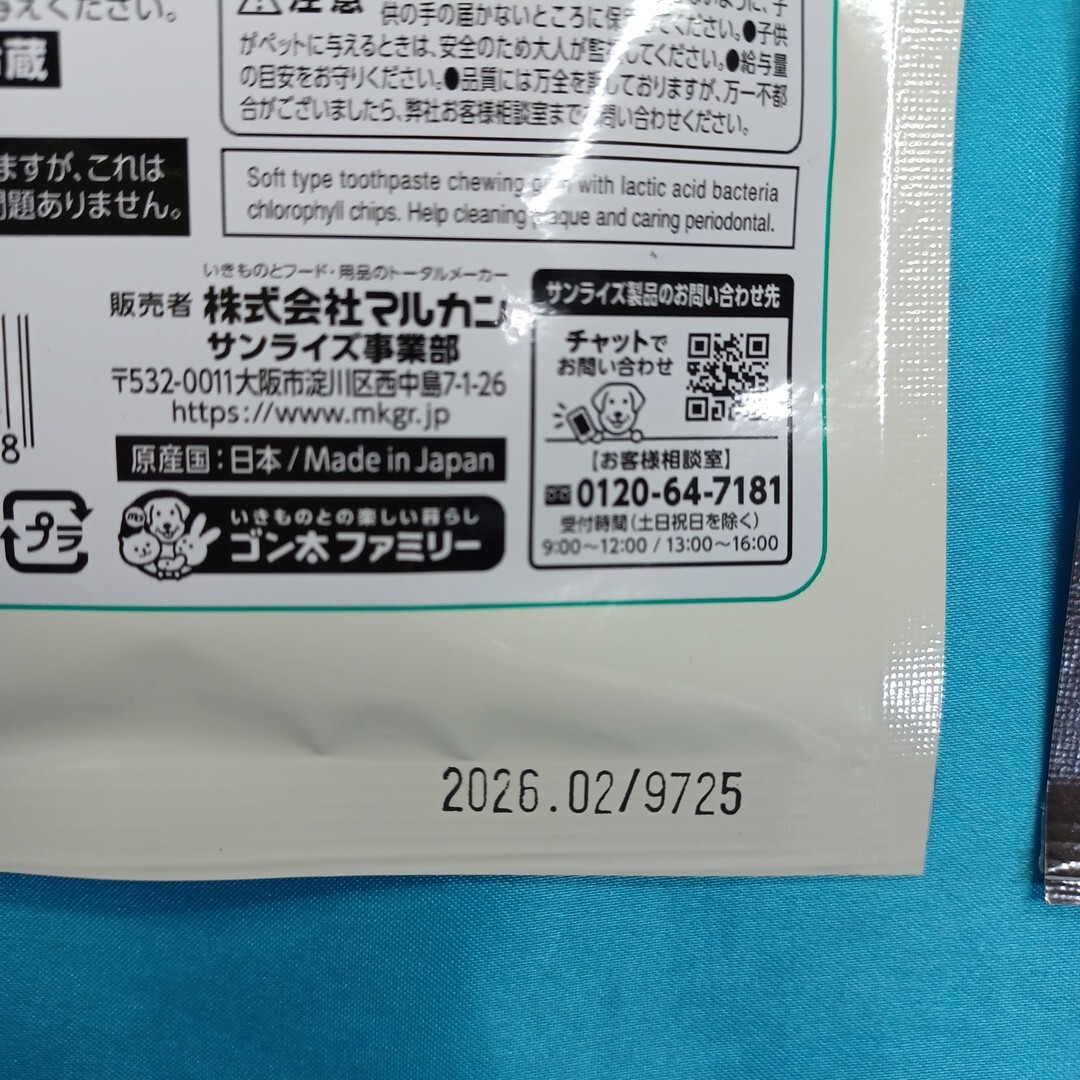 与えください。
冷蔵
ますが、これは
問題ありません。
注意
供の手の届かないところに保存してください。●子供
がペットに与えるときは、安全のため大人が監視してください。●給与量
の目安をお守りください。●品質には万全を期しておりますが、万一不都
合がございましたら、弊社お客様相談室までお問い合わせください。
Soft type toothpaste chewing gum with lactic acid bacteria
chlorophyll chips. Help cleaning plaque and caring periodontal.
いきものとフード・用品のトータルメーカー
販売者 株式会社マルカン
サンライズ事業部
〒532-0011大阪市淀川区西中島7-1-26
https://www.mkgr.jp
原産国：日本/Made in Japan
8
プラ
いきものとの楽しい暮らし
ゴン太ファミリー
サンライズ製品のお問い合わせ先
チャットで
お問い合わせ
【お客様相談室】
0120-64-7181
受付時間（土日祝日を除く）
9:00～12:00 / 13:00～16:00
2026.02/9725